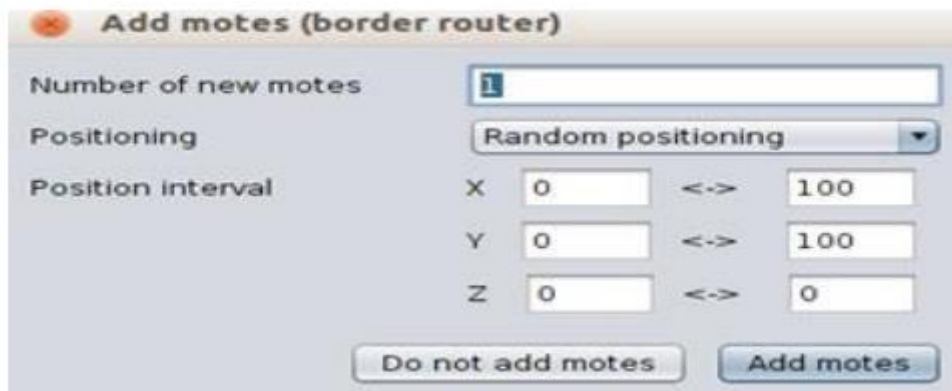 Add motes (border router)
Number of new motes 1
Positioning Random positioning
Position interval X 0 <-> 100
Y 0 <-> 100
Z 0 <-> 0
Do not add motes Add motes